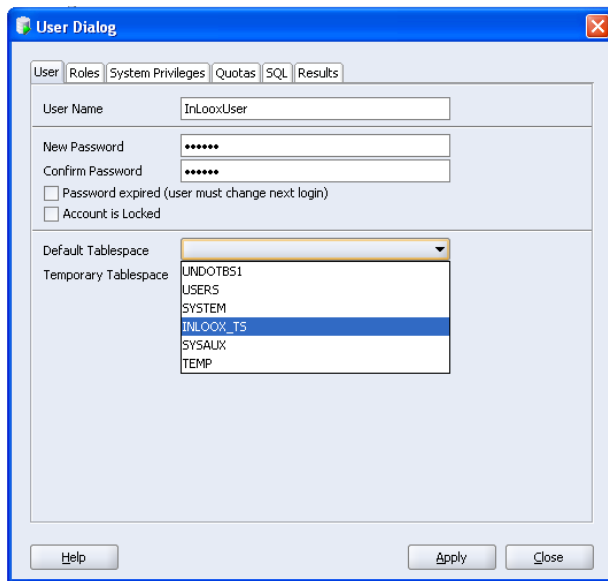 User Dialog
User Roles System Privileges Quotas SQL Results
User Name InLooxUser
New Password ••••••
Confirm Password ••••••
Password expired (user must change next login)
Account is Locked
Default Tablespace
Temporary Tablespace
UNDOTBS1
USERS
SYSTEM
INLOOX_TS
SYSAUX
TEMP
Help Apply Close